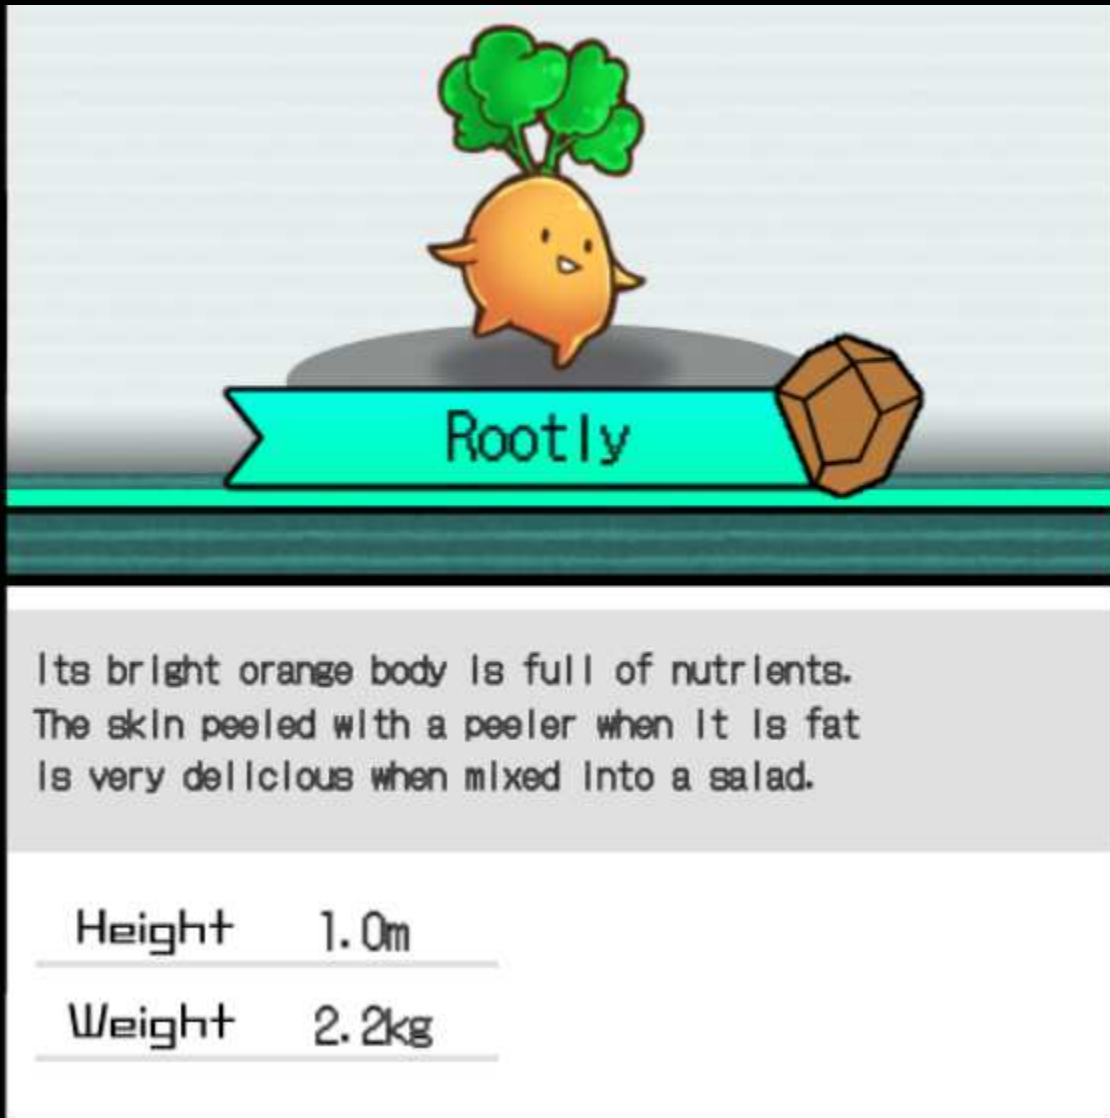 Rootly
Its bright orange body is full of nutrients.
The skin peeled with a peeler when it is fat
is very delicious when mixed into a salad.
Height 1.0m
Weight 2.2kg